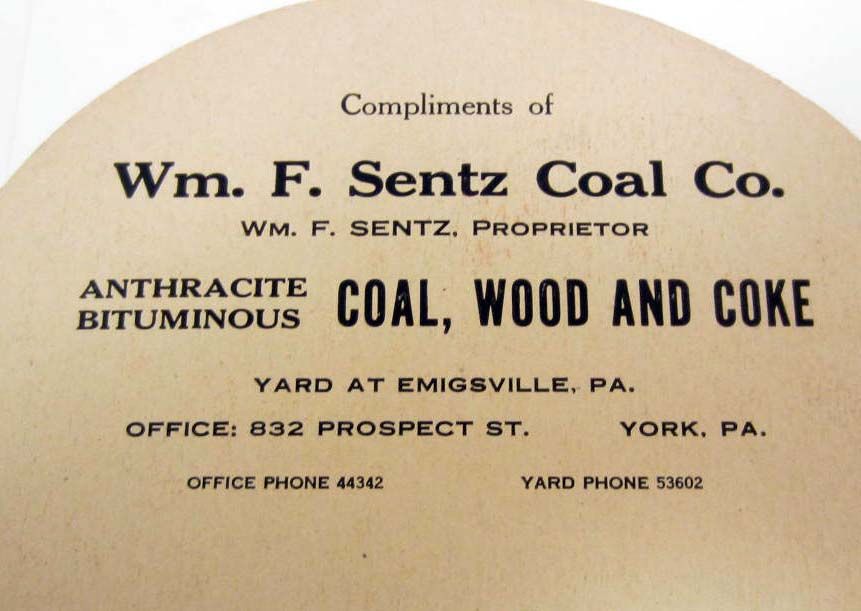 Compliments of
Wm. F. Sentz Coal Co.
WM. F. SENTZ, PROPRIETOR
ANTHRACITE
BITUMINOUS COAL, WOOD AND COKE
YARD AT EMIGSVILLE, PA.
OFFICE: 832 PROSPECT ST. YORK, PA.
OFFICE PHONE 44342 YARD PHONE 53602